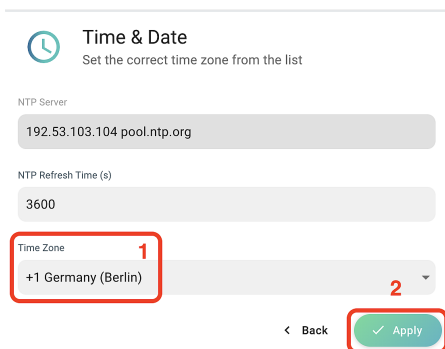 Time & Date
Set the correct time zone from the list
NTP Server
192.53.103.104 pool.ntp.org
NTP Refresh Time (s)
3600
Time Zone
1
+1 Germany (Berlin)
2
Back
Apply